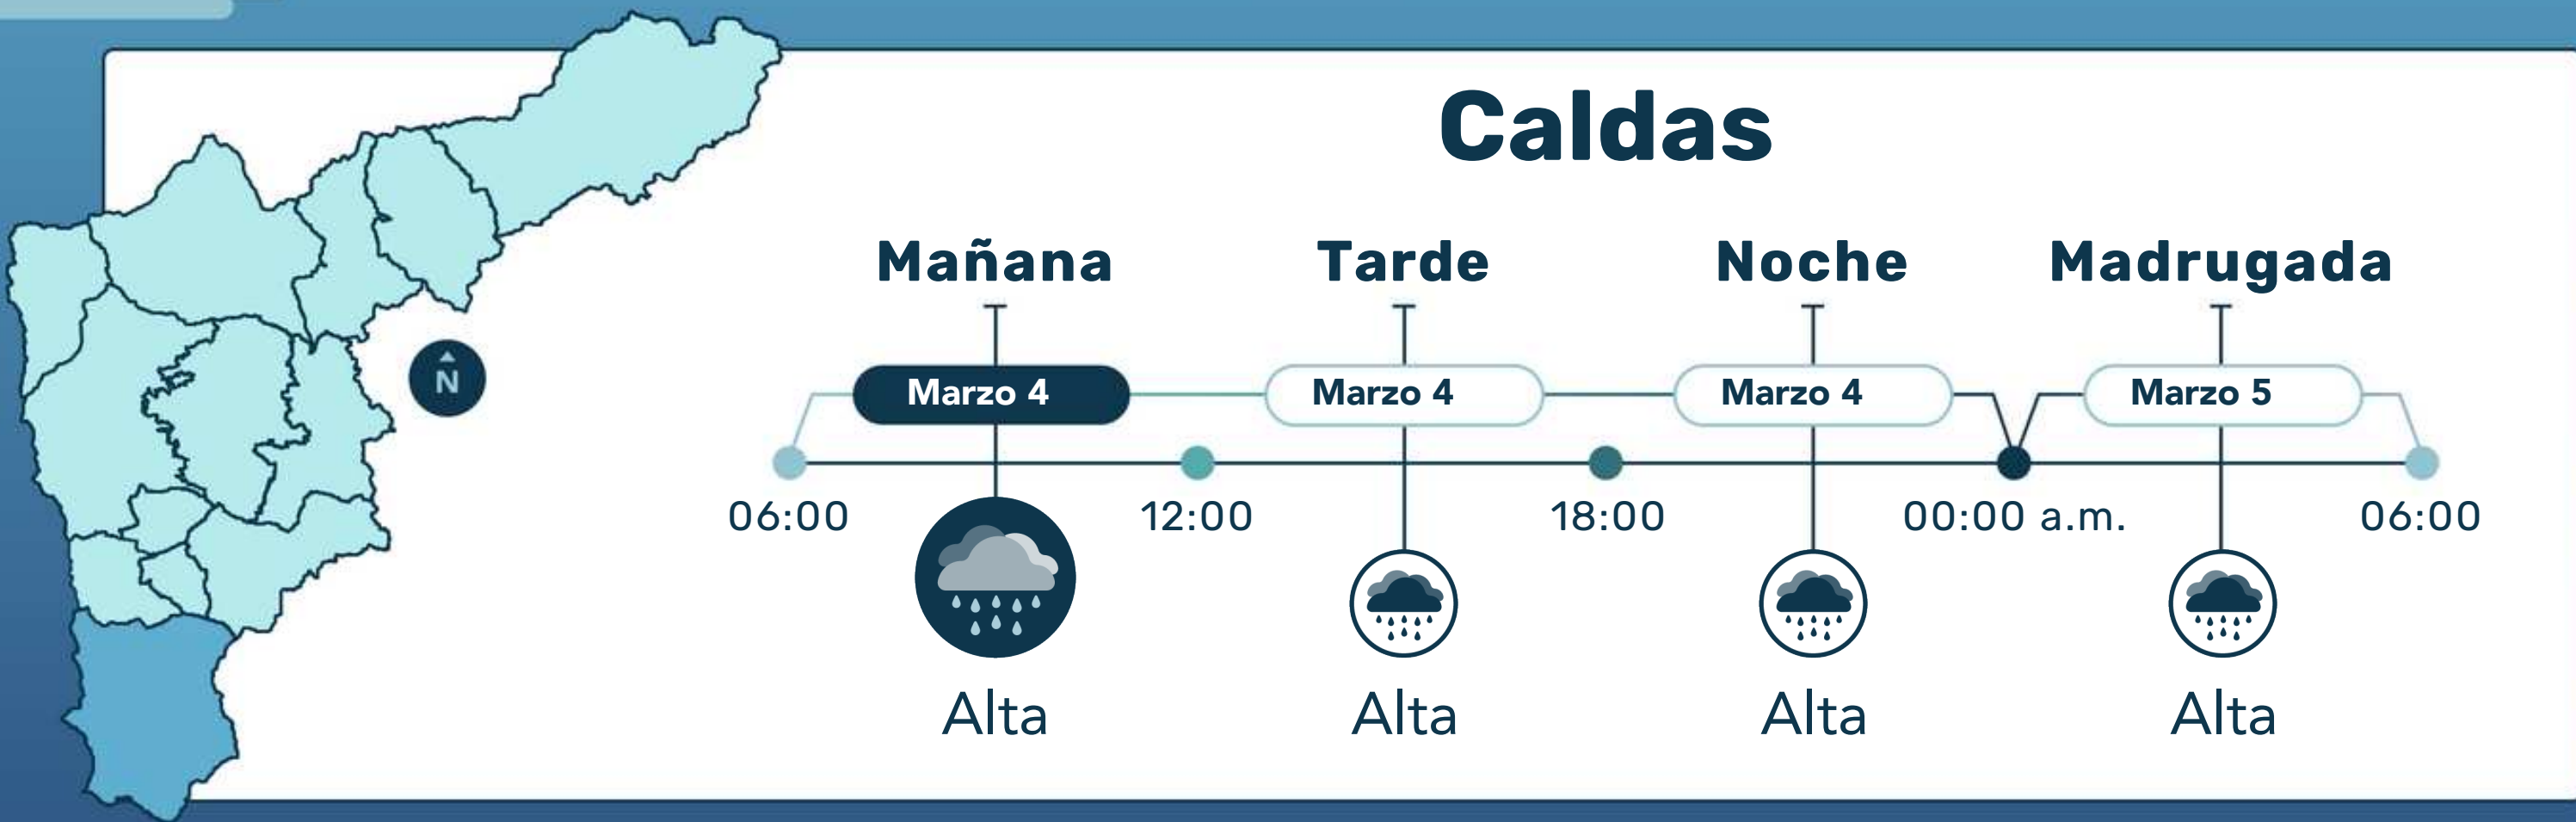 Caldas
Mañana Tarde Noche Madrugada
Marzo 4 Marzo 4 Marzo 4 Marzo 5
N
06:00 12:00 18:00 00:00 a.m. 06:00
Alta Alta Alta Alta